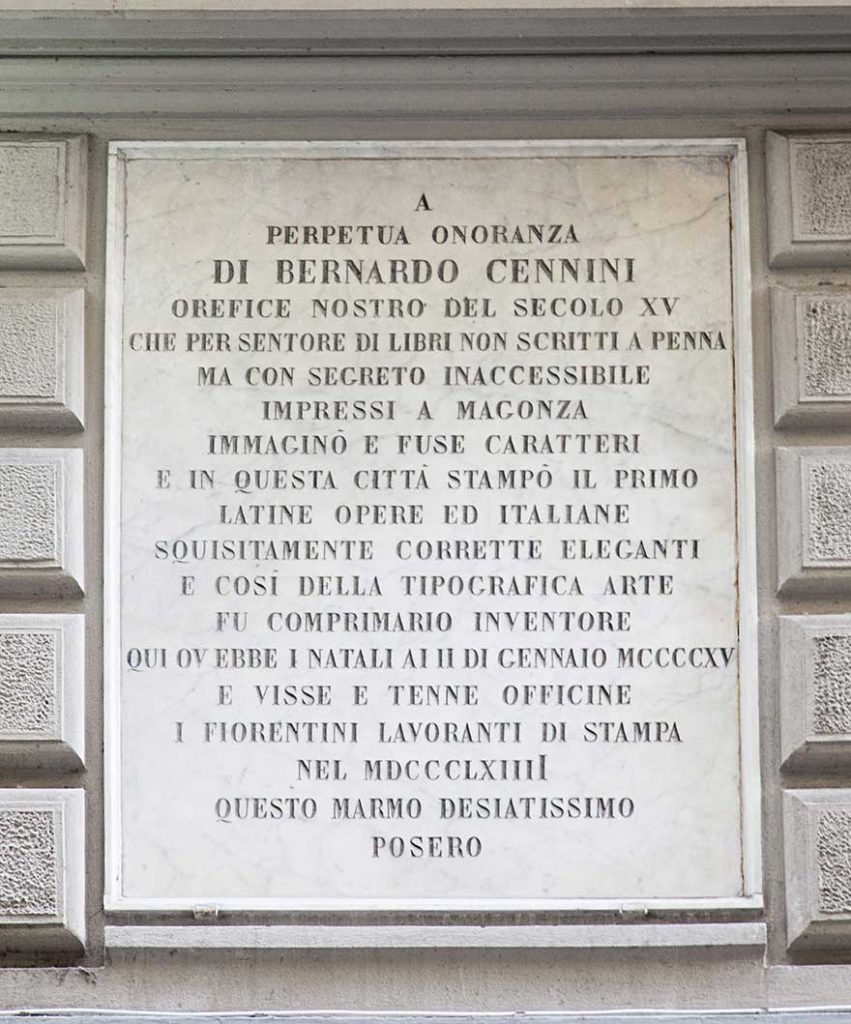 A
PERPETUA ONORANZA
DI BERNARDO CENNINI
OREFICE NOSTRO DEL SECOLO XV
CHE PER SENTORE DI LIBRI NON SCRITTI A PENNA
MA CON SEGRETO INACCESSIBILE
IMPRESSI A MAGONZA
IMMAGINÒ E FUSE CARATTERI
E IN QUESTA CITTÀ STAMPÒ IL PRIMO
LATINE OPERE ED ITALIANE
SQUISITAMENTE CORRETTE ELEGANTI
E COSÌ DELLA TIPOGRAFICA ARTE
FU COMPRIMARIO INVENTORE
QUI OV EBBE I NATALI AI II DI GENNAIO MCCCCXV
E VISSE E TENNE OFFICINE
I FIORENTINI LAVORANTI DI STAMPA
NEL MDCCCLXIIII
QUESTO MARMO DESIATISSIMO
POSERO